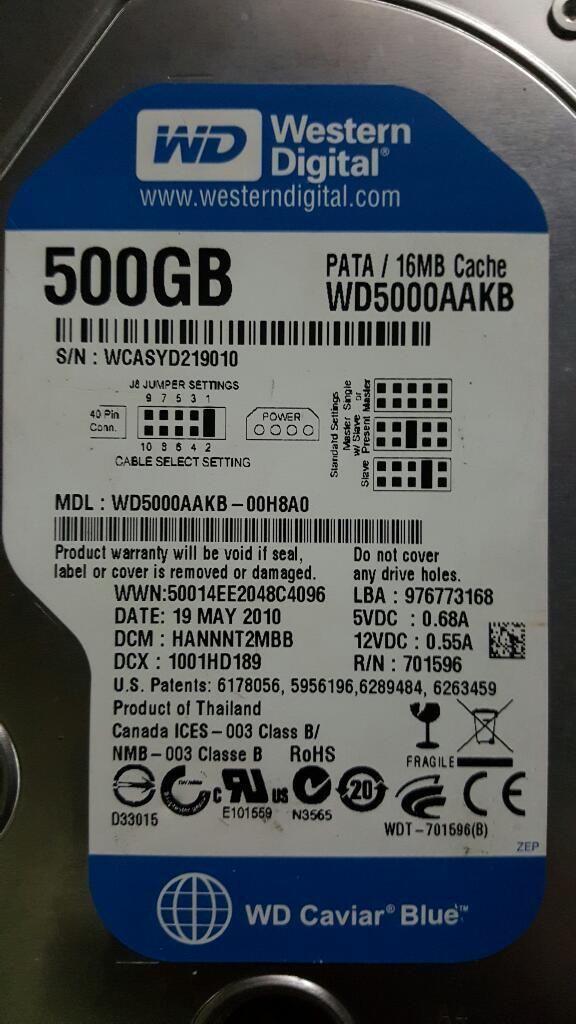 WD Western Digital®
www.westerndigital.com
500GB
PATA / 16MB Cache
WD5000AAKB
S/N : WCASYD219010
J8 JUMPER SETTINGS
9 7 5 3 1
40 Pin
Conn.
10 8 6 4 2
CABLE SELECT SETTING
POWER
Standard Settings
Single or Master
Master w/ Slave Present
Slave
MDL : WD5000AAKB-00H8A0
Product warranty will be void if seal,
label or cover is removed or damaged.
Do not cover
any drive holes.
WWN:50014EE2048C4096
DATE: 19 MAY 2010
DCM : HANNNT2MBB
DCX : 1001HD189
LBA : 976773168
5VDC : 0.68A
12VDC : 0.55A
R/N : 701596
U.S. Patents: 6178056, 5956196,6289484, 6263459
Product of Thailand
Canada ICES-003 Class B/
NMB-003 Classe B RoHS
FRAGILE
D33015
c US
E101559
N3565
20
CE
WDT-701596(B)
ZEP
WD Caiar® Blue™